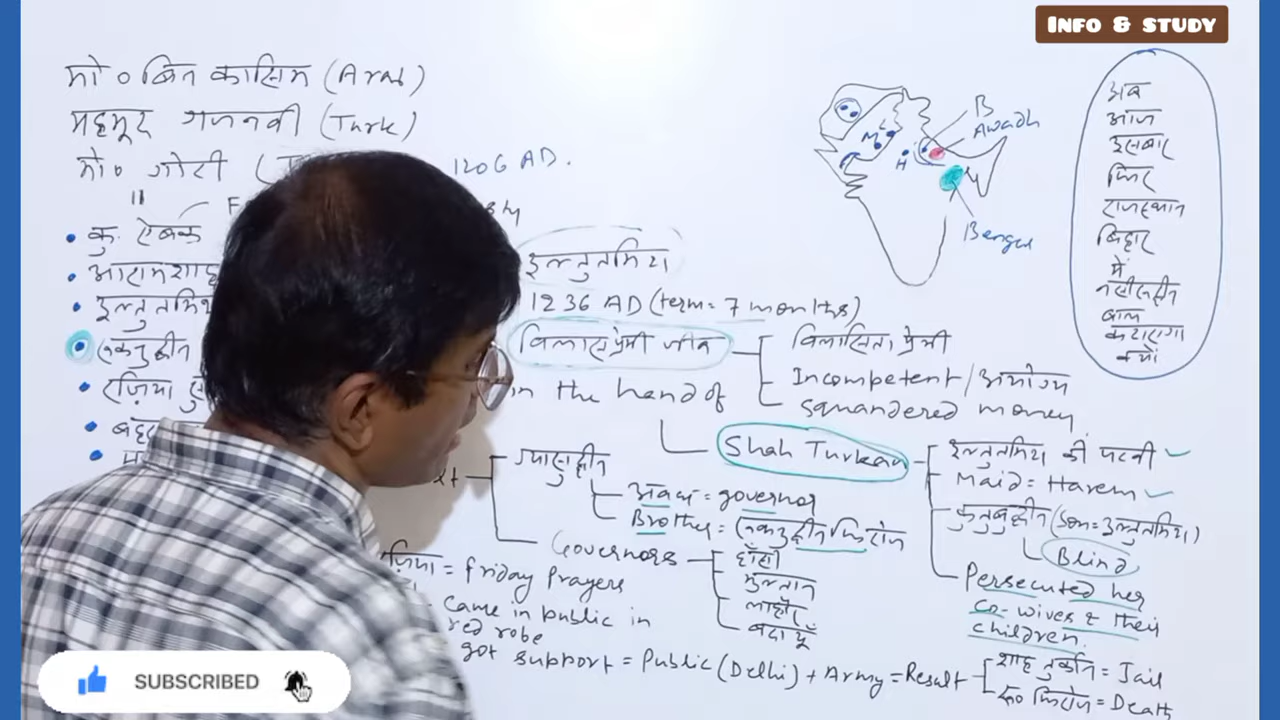 INFO & STUDY
मो० बिन कासिम (Arab)
महमूद गजनवी (Turk)
मो० गोरी (
1206 AD.
"
कु. ऐबक
आरामशाह
इल्तुतमिश
रुकनुद्दीन
रज़िया सु
इल्तुतमिश
1236 AD (term = 7 months)
विलास प्रेमी जीव
विलासिता प्रेमी
Incompetent / अयोग्य
squandered money
in the hand of
Shah Turkan
इल्तुतमिश की पत्नी
Maid = Harem
कुतुबुद्दीन (Son = इल्तुतमिश)
Blind
Persecuted her
co-wives & their
children
ग्यासुद्दीन
अवध = governor
Brother = रुकनुद्दीन फिरोज
Governors
हाँसी
मुल्तान
लाहौर
बदायूँ
रज़िया = Friday Prayers
Came in public in
red robe
got support = Public (Delhi) + Army = Result
शाह तुर्कान = Jail
रु० फिरोज = Death
B
Awadh
M
L
H
Bengal
अब
आज
इसबार
फिर
राजस्थान
बिहार
में
नसीरुद्दीन
बाल
कटाएगा
क्यों
SUBSCRIBED